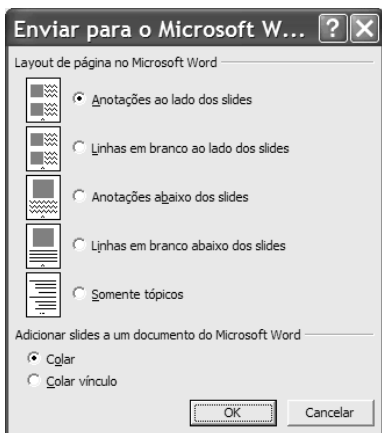 Enviar para o Microsoft W...
Layout de página no Microsoft Word
Anotações ao lado dos slides
Linhas em branco ao lado dos slides
Anotações abaixo dos slides
Linhas em branco abaixo dos slides
Somente tópicos
Adicionar slides a um documento do Microsoft Word
Colar
Colar vínculo
OK Cancelar